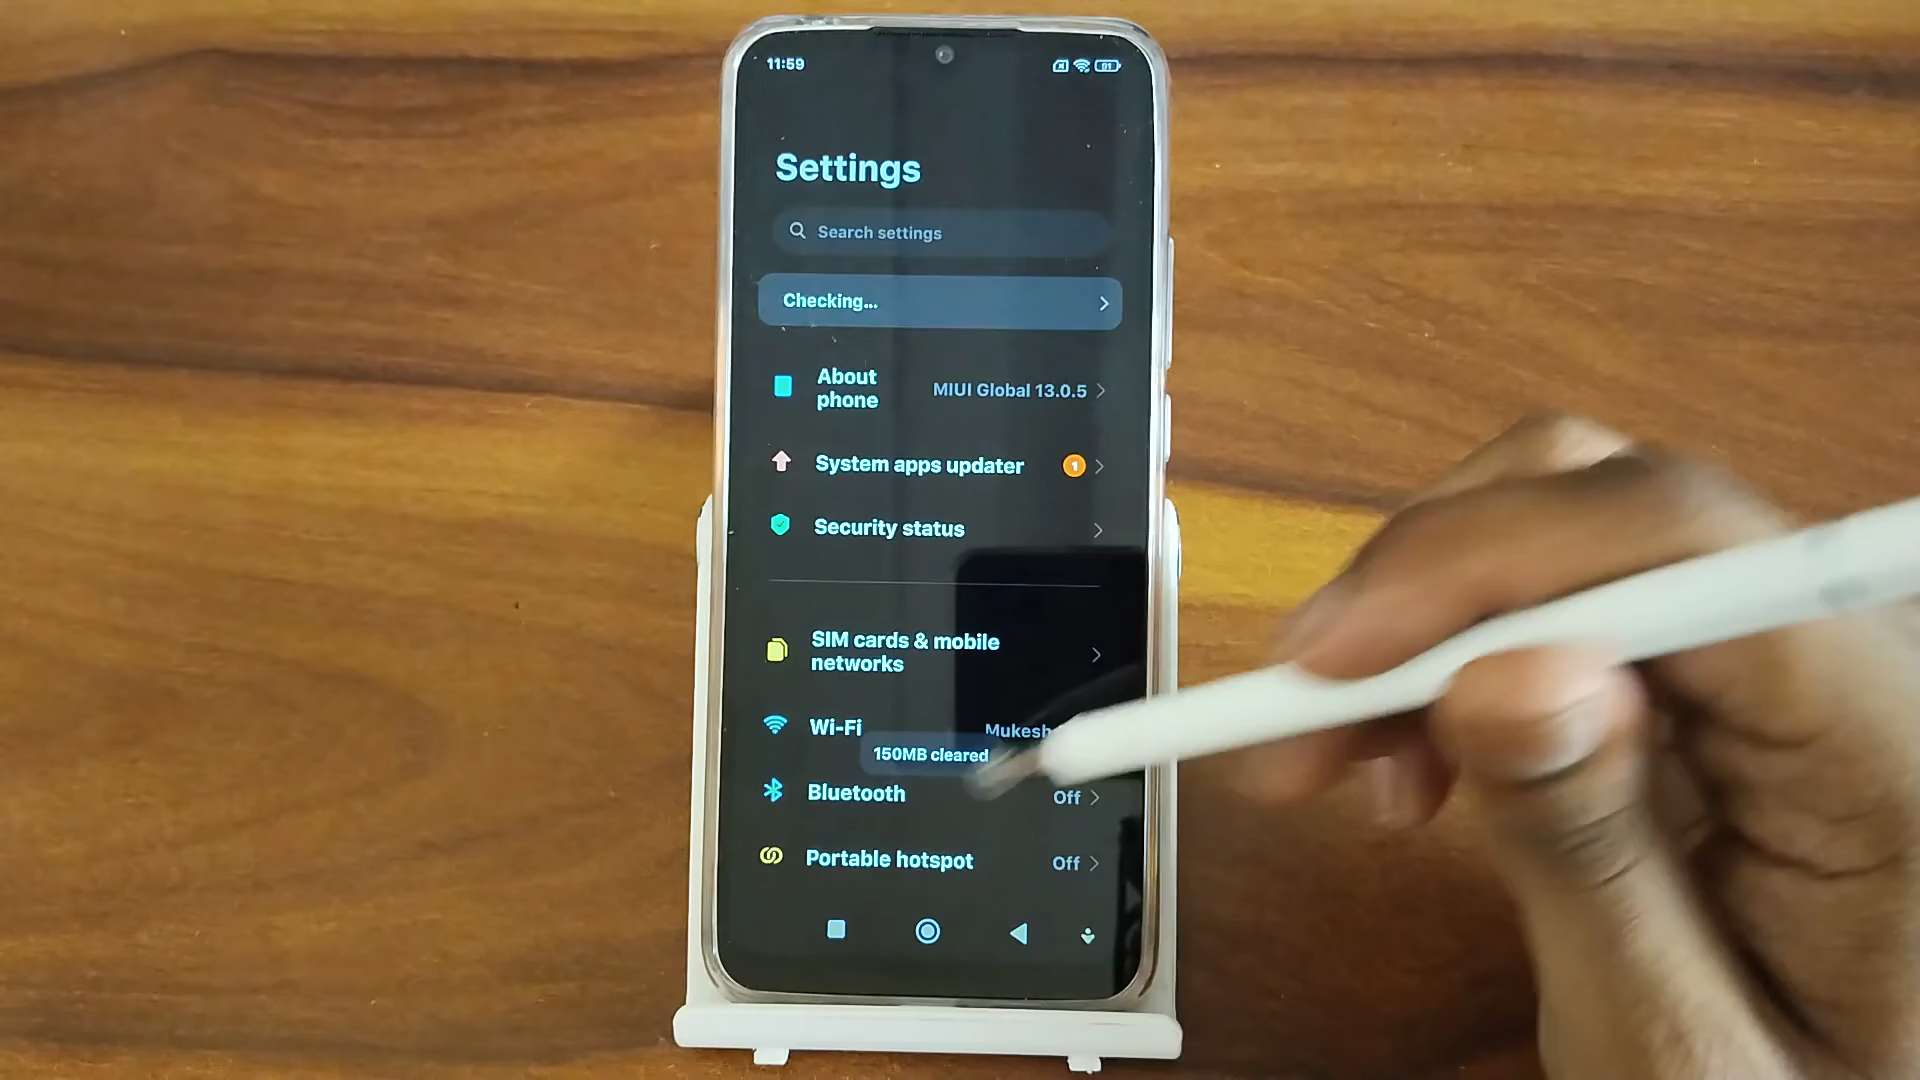 11:59
91
Settings
Search settings
Checking...
About
phone
MIUI Global 13.0.5
System apps updater
1
Security status
SIM cards & mobile
networks
Wi-Fi
Mukesh
150MB cleared
Bluetooth
Off
Portable hotspot
Off